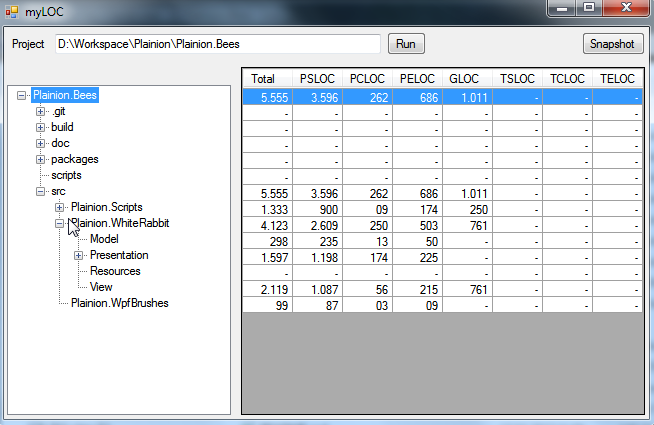 myLOC
Project D:\Workspace\Plainion\Plainion.Bees Run Snapshot
Total PSLOC PCLOC PELOC GLOC TSLOC TCLOC TELOC
Plainion.Bees 5.555 3.596 262 686 1.011 - - -
.git - - - - - - - -
build - - - - - - - -
doc - - - - - - - -
packages - - - - - - - -
scripts - - - - - - - -
src 5.555 3.596 262 686 1.011 - - -
Plainion.Scripts 1.333 900 09 174 250 - - -
Plainion.WhiteRabbit 4.123 2.609 250 503 761 - - -
Model 298 235 13 50 - - - -
Presentation 1.597 1.198 174 225 - - - -
Resources - - - - - - - -
View 2.119 1.087 56 215 761 - - -
Plainion.WpfBrushes 99 87 03 09 - - - -